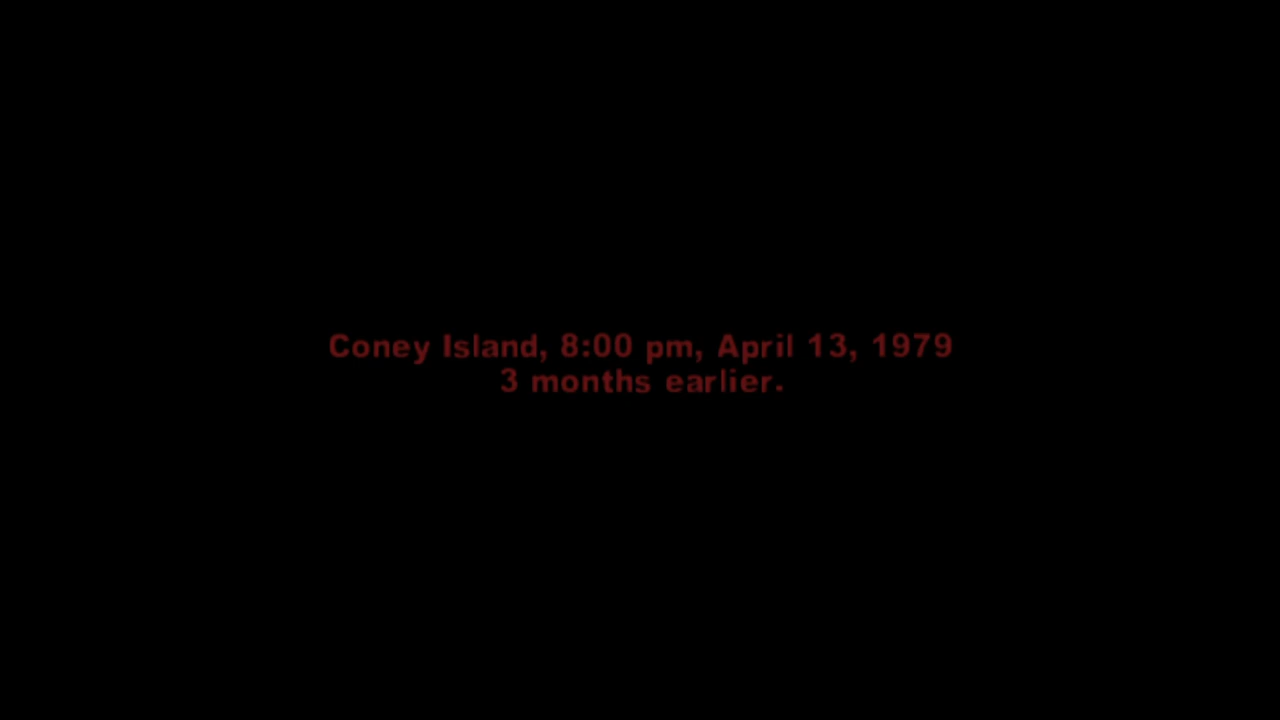 Coney Island, 8:00 pm, April 13, 1979
3 months earlier.